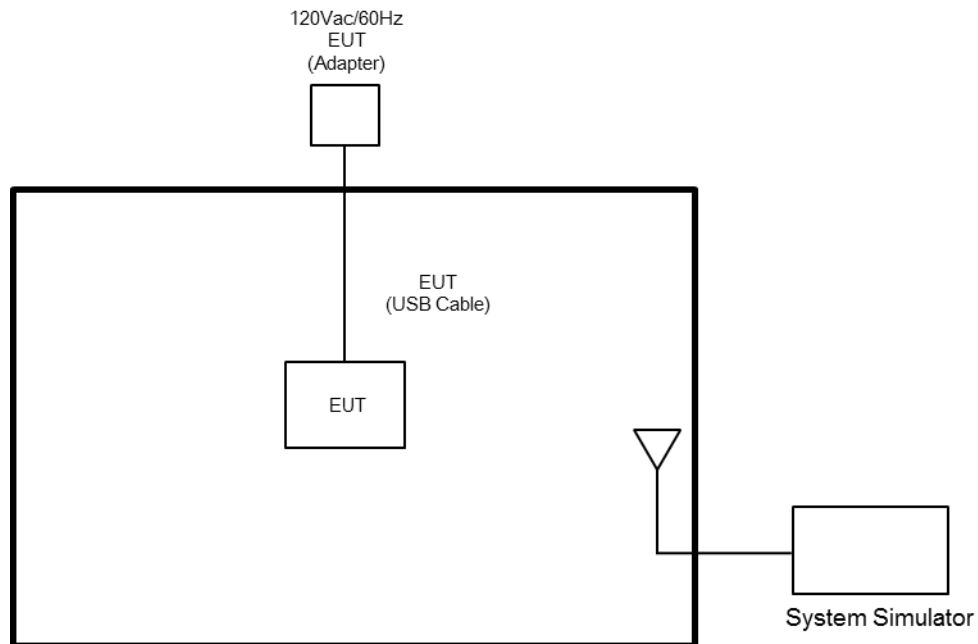 120Vac/60Hz
EUT
(Adapter)
EUT
(USB Cable)
EUT
System Simulator